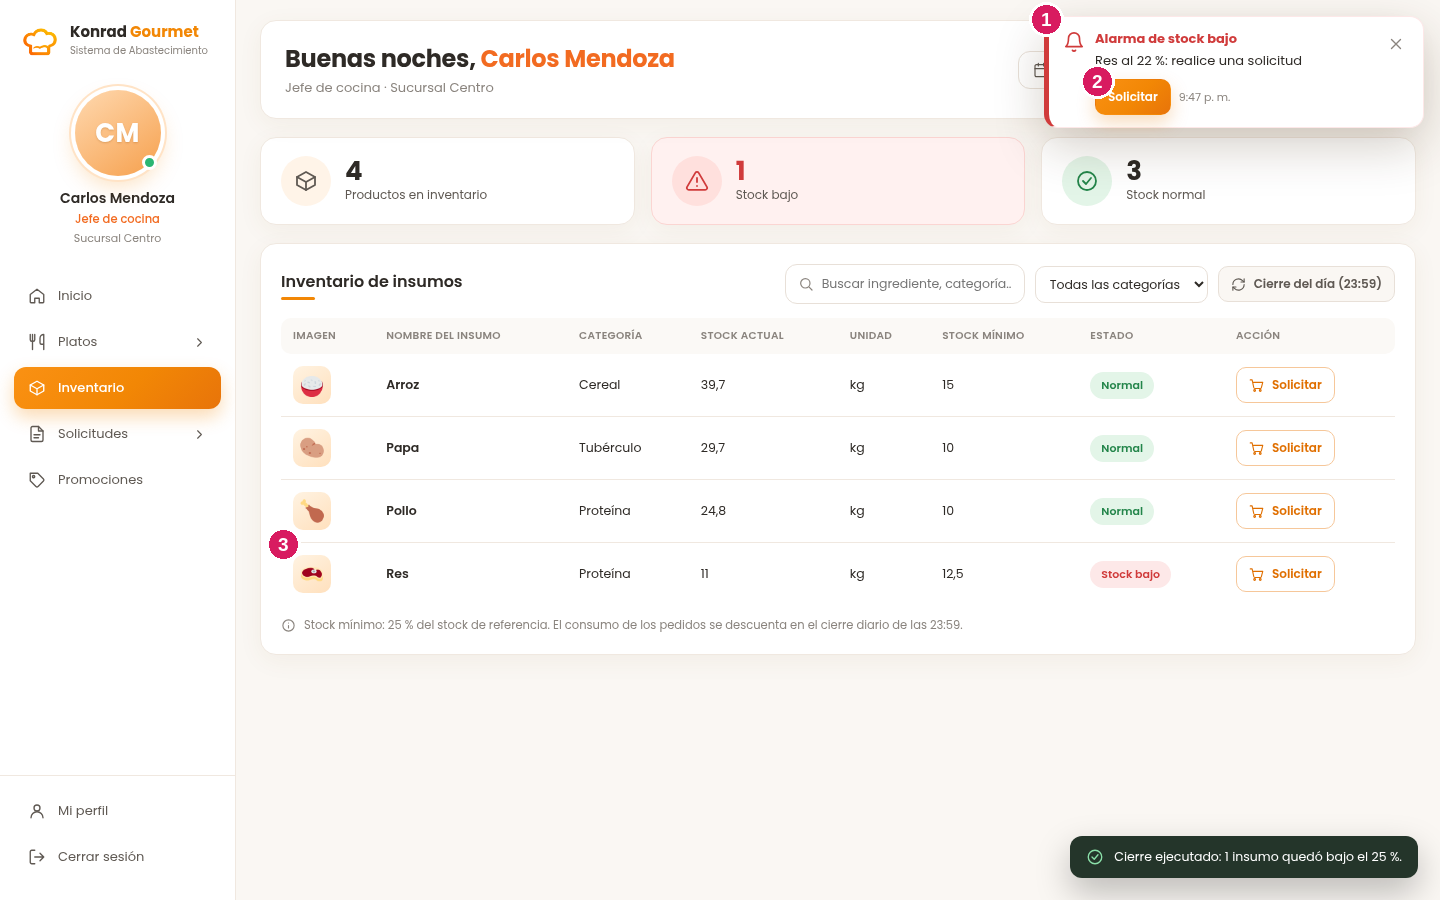 Konrad Gourmet
Sistema de Abastecimiento
CM
Carlos Mendoza
Jefe de cocina
Sucursal Centro
Inicio
Platos
Inventario
Solicitudes
Promociones
Mi perfil
Cerrar sesión
Buenas noches, Carlos Mendoza
Jefe de cocina · Sucursal Centro
1
Alarma de stock bajo
Res al 22 %: realice una solicitud
2
Solicitar
9:47 p. m.
4
Productos en inventario
1
Stock bajo
3
Stock normal
Inventario de insumos
Buscar ingrediente, categoría..
Todas las categorías
Cierre del día (23:59)
IMAGEN NOMBRE DEL INSUMO CATEGORÍA STOCK ACTUAL UNIDAD STOCK MÍNIMO ESTADO ACCIÓN
Arroz Cereal 39,7 kg 15 Normal Solicitar
Papa Tubérculo 29,7 kg 10 Normal Solicitar
Pollo Proteína 24,8 kg 10 Normal Solicitar
3
Res Proteína 11 kg 12,5 Stock bajo Solicitar
Stock mínimo: 25 % del stock de referencia. El consumo de los pedidos se descuenta en el cierre diario de las 23:59.
Cierre ejecutado: 1 insumo quedó bajo el 25 %.